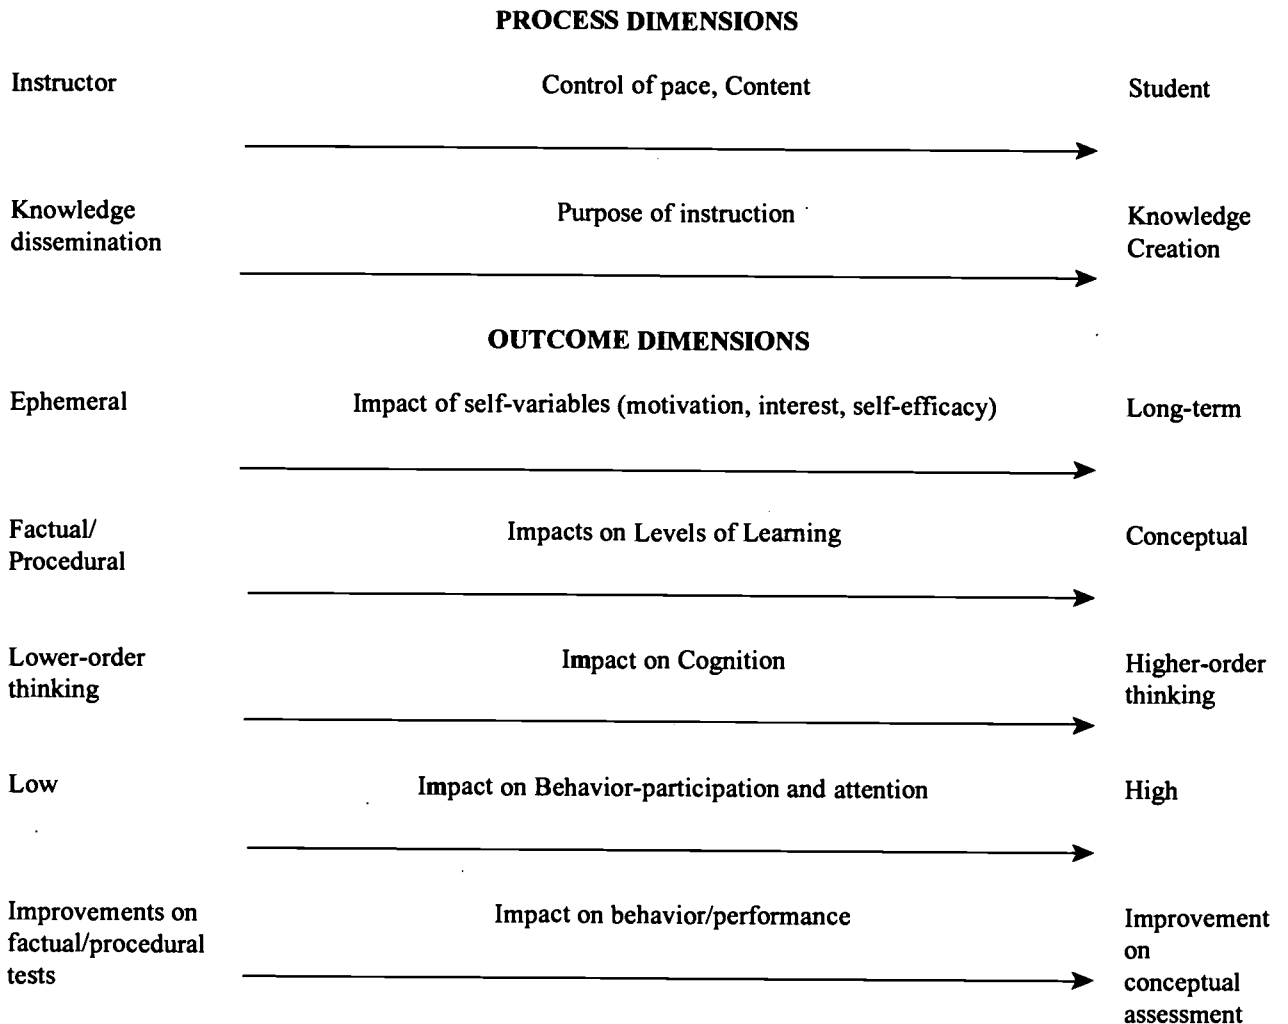 PROCESS DIMENSIONS
Instructor
Control of pace, Content
Student
Knowledge
dissemination
Purpose of instruction
Knowledge
Creation
OUTCOME DIMENSIONS
Ephemeral
Impact of self-variables (motivation, interest, self-efficacy)
Long-term
Factual/
Procedural
Impacts on Levels of Learning
Conceptual
Lower-order
thinking
Impact on Cognition
Higher-order
thinking
Low
Impact on Behavior-participation and attention
High
Improvements on
factual/procedural
tests
Impact on behavior/performance
Improvement
on
conceptual
assessment